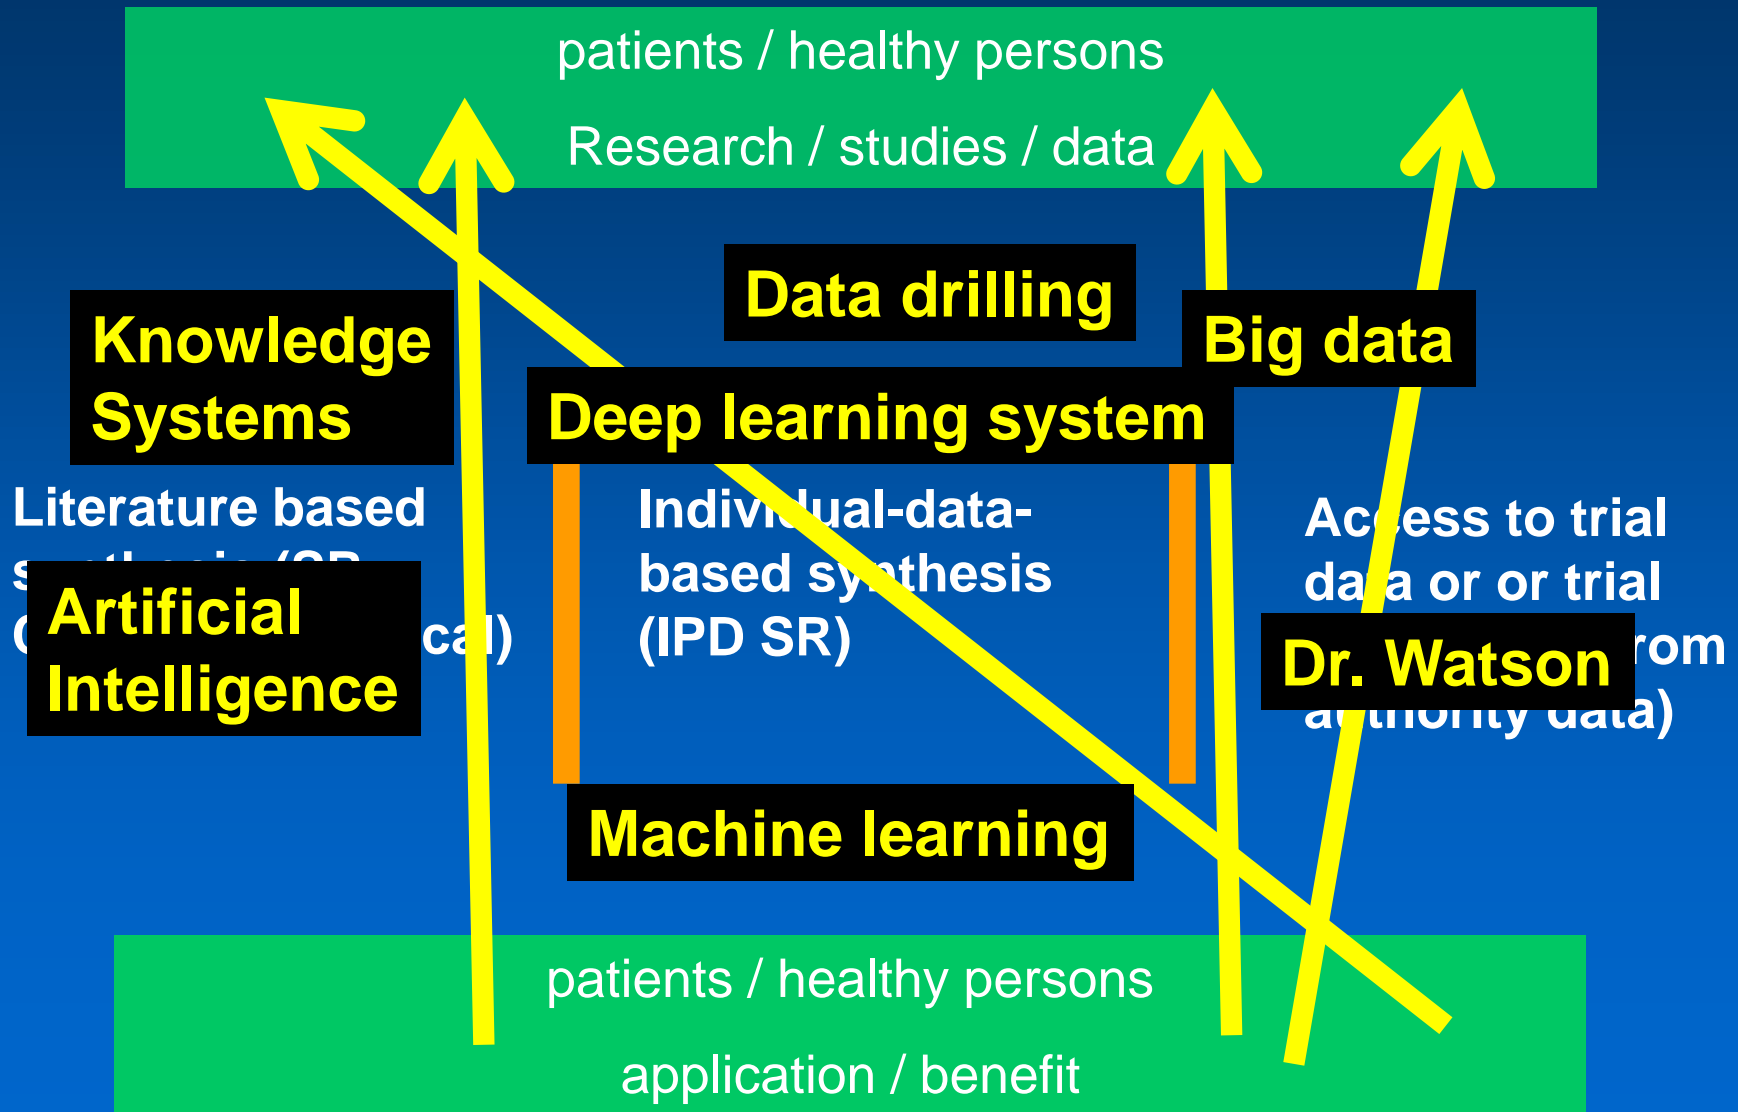 patients / healthy persons
Research / studies / data
Data drilling
Knowledge
Systems
Big data
Deep learning system
Literature based
Individual-data-
based synthesis
(IPD SR)
Access to trial
data or or trial
authority data)
Artificial
Intelligence
Dr. Watson
Machine learning
patients / healthy persons
application / benefit